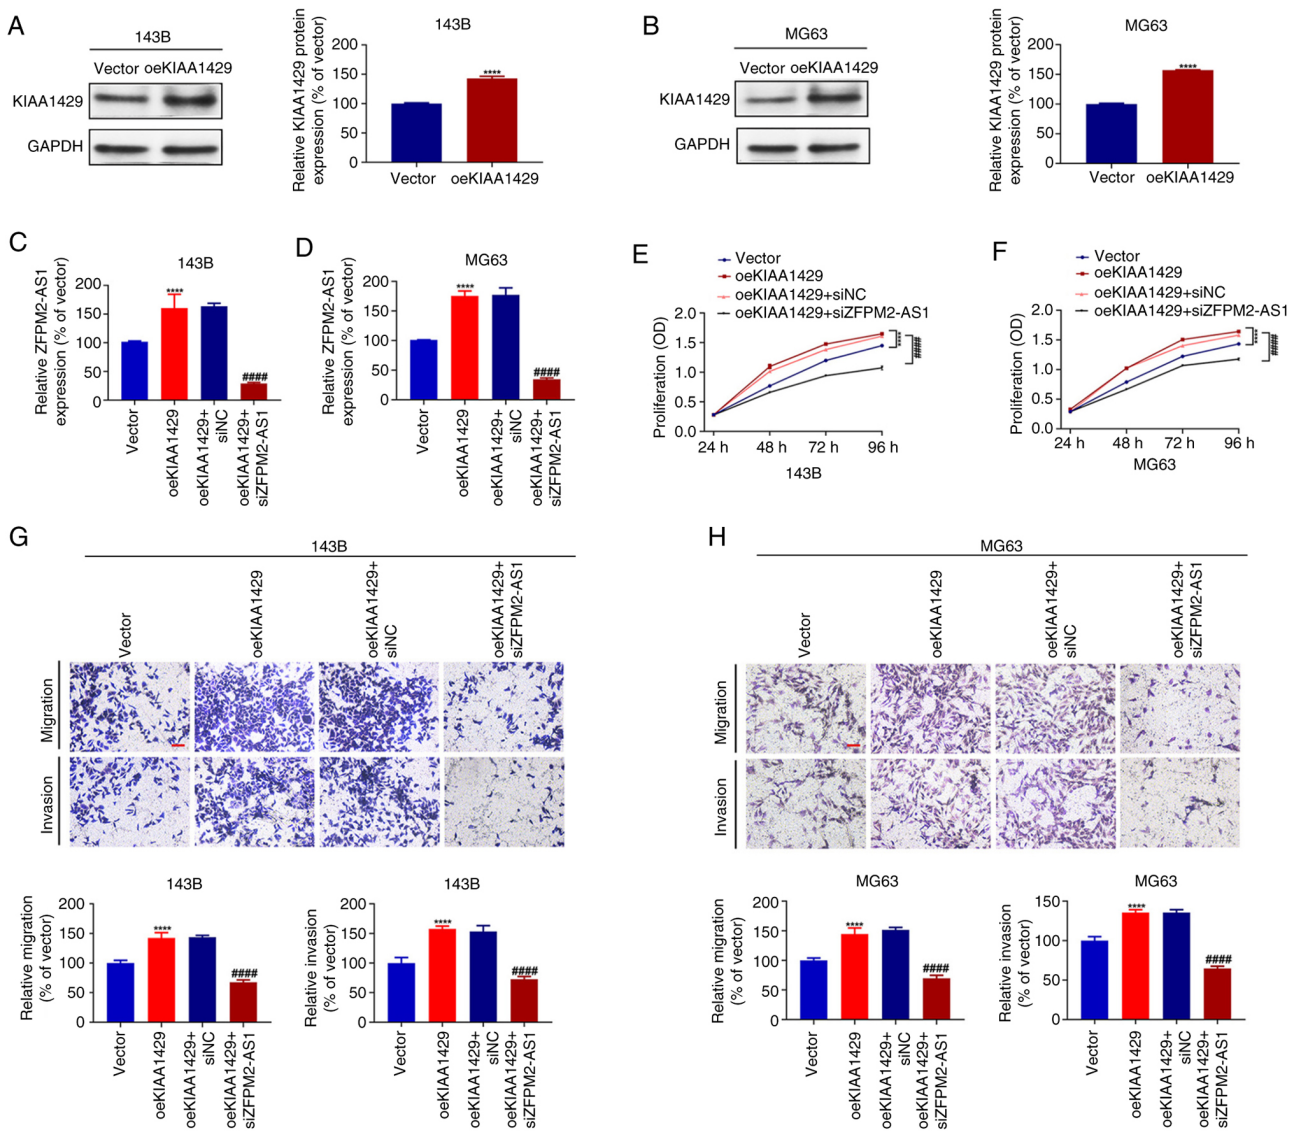 A
143B
Vector oeKIAA1429
KIAA1429
GAPDH
143B
Relative KIAA1429 protein
expression (% of vector)
200
150
100
50
0
****
Vector
oeKIAA1429
B
MG63
Vector oeKIAA1429
KIAA1429
GAPDH
MG63
Relative KIAA1429 protein
expression (% of vector)
200
150
100
50
0
****
Vector
oeKIAA1429
C
143B
Relative ZFPM2-AS1
expression (% of vector)
200
150
100
50
0
****
####
Vector
oeKIAA1429
oeKIAA1429+
siNC
oeKIAA1429+
siZFPM2-AS1
D
MG63
Relative ZFPM2-AS1
expression (% of vector)
200
150
100
50
0
****
####
Vector
oeKIAA1429
oeKIAA1429+
siNC
oeKIAA1429+
siZFPM2-AS1
E
Vector
oeKIAA1429
oeKIAA1429+siNC
oeKIAA1429+siZFPM2-AS1
Proliferation (OD)
2.0
1.5
1.0
0.5
0.0
24 h
48 h
72 h
96 h
****
####
143B
F
Vector
oeKIAA1429
oeKIAA1429+siNC
oeKIAA1429+siZFPM2-AS1
Proliferation (OD)
2.0
1.5
1.0
0.5
0.0
24 h
48 h
72 h
96 h
****
####
MG63
G
143B
Vector
oeKIAA1429
oeKIAA1429+
siNC
oeKIAA1429+
siZFPM2-AS1
Migration
Invasion
143B
Relative migration
(% of vector)
200
150
100
50
0
****
####
Vector
oeKIAA1429
oeKIAA1429+
siNC
oeKIAA1429+
siZFPM2-AS1
143B
Relative invasion
(% of vector)
200
150
100
50
0
****
####
Vector
oeKIAA1429
oeKIAA1429+
siNC
oeKIAA1429+
siZFPM2-AS1
H
MG63
Vector
oeKIAA1429
oeKIAA1429+
siNC
oeKIAA1429+
siZFPM2-AS1
Migration
Invasion
MG63
Relative migration
(% of vector)
200
150
100
50
0
****
####
Vector
oeKIAA1429
oeKIAA1429+
siNC
oeKIAA1429+
siZFPM2-AS1
MG63
Relative invasion
(% of vector)
150
100
50
0
****
####
Vector
oeKIAA1429
oeKIAA1429+
siNC
oeKIAA1429+
siZFPM2-AS1